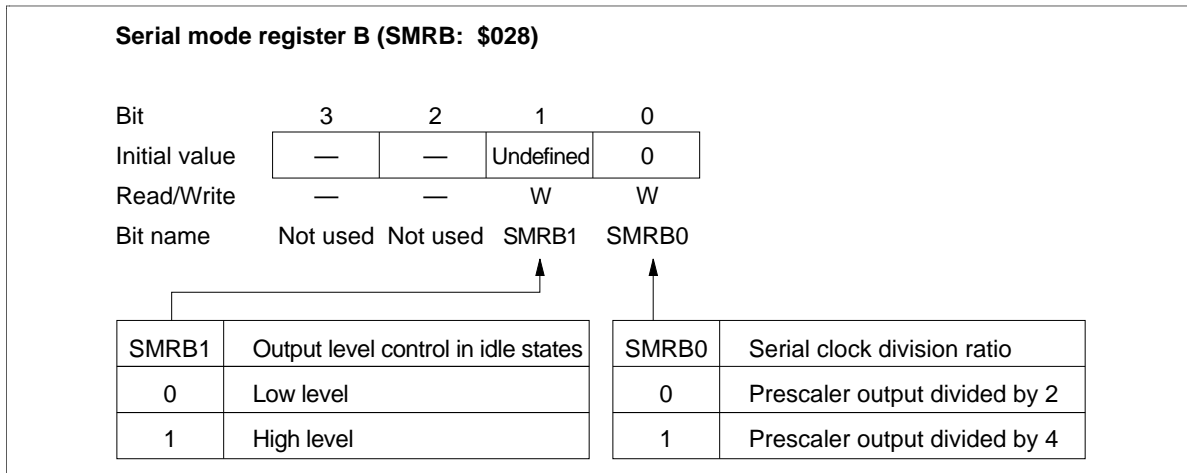 Serial mode register B (SMRB: $028)
Bit 3 2 1 0
Initial value — — Undefined 0
Read/Write — — W W
Bit name Not used Not used SMRB1 SMRB0
SMRB1 Output level control in idle states
0 Low level
1 High level
SMRB0 Serial clock division ratio
0 Prescaler output divided by 2
1 Prescaler output divided by 4